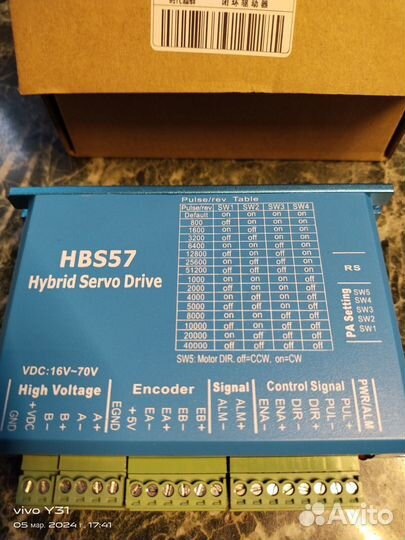 闭环驱动器
Pulse/rev Table
Pulse/rev SW1 SW2 SW3 SW4
Default on on on on
800 off on on on
1600 on off on on
3200 off off on on
6400 on on off on
12800 off on off on
25600 on off off on
51200 off off off on
1000 on on on off
2000 off on on off
4000 on off on off
5000 off off on off
8000 on on off off
10000 off on off off
20000 on off off off
40000 off off off off
SW5: Motor DIR. off=CCW, on=CW
HBS57
Hybrid Servo Drive
RS
PA Setting
SW5
SW4
SW3
SW2
SW1
VDC:16V~70V
High Voltage
Encoder
Signal
Control Signal
PWR/ALM
GND
+VDC
B-
B+
A-
A+
EGND
+5V
EA-
EA+
EB-
EB+
ALM-
ALM+
ENA-
ENA+
DIR-
DIR+
PUL-
PUL+
vivo Y31
05 мар. 2024 г., 17:41
Avito